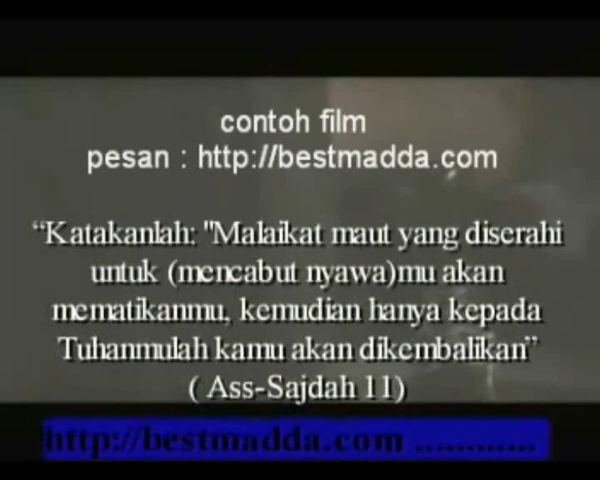 contoh film
pesan : http://bestmadda.com
“Katakanlah: "Malaikat maut yang diserahi
untuk (mencabut nyawa)mu akan
mematikanmu, kemudian hanya kepada
Tuhanmulah kamu akan dikembalikan”
( Ass-Sajdah 11)
http://bestmadda.com .............